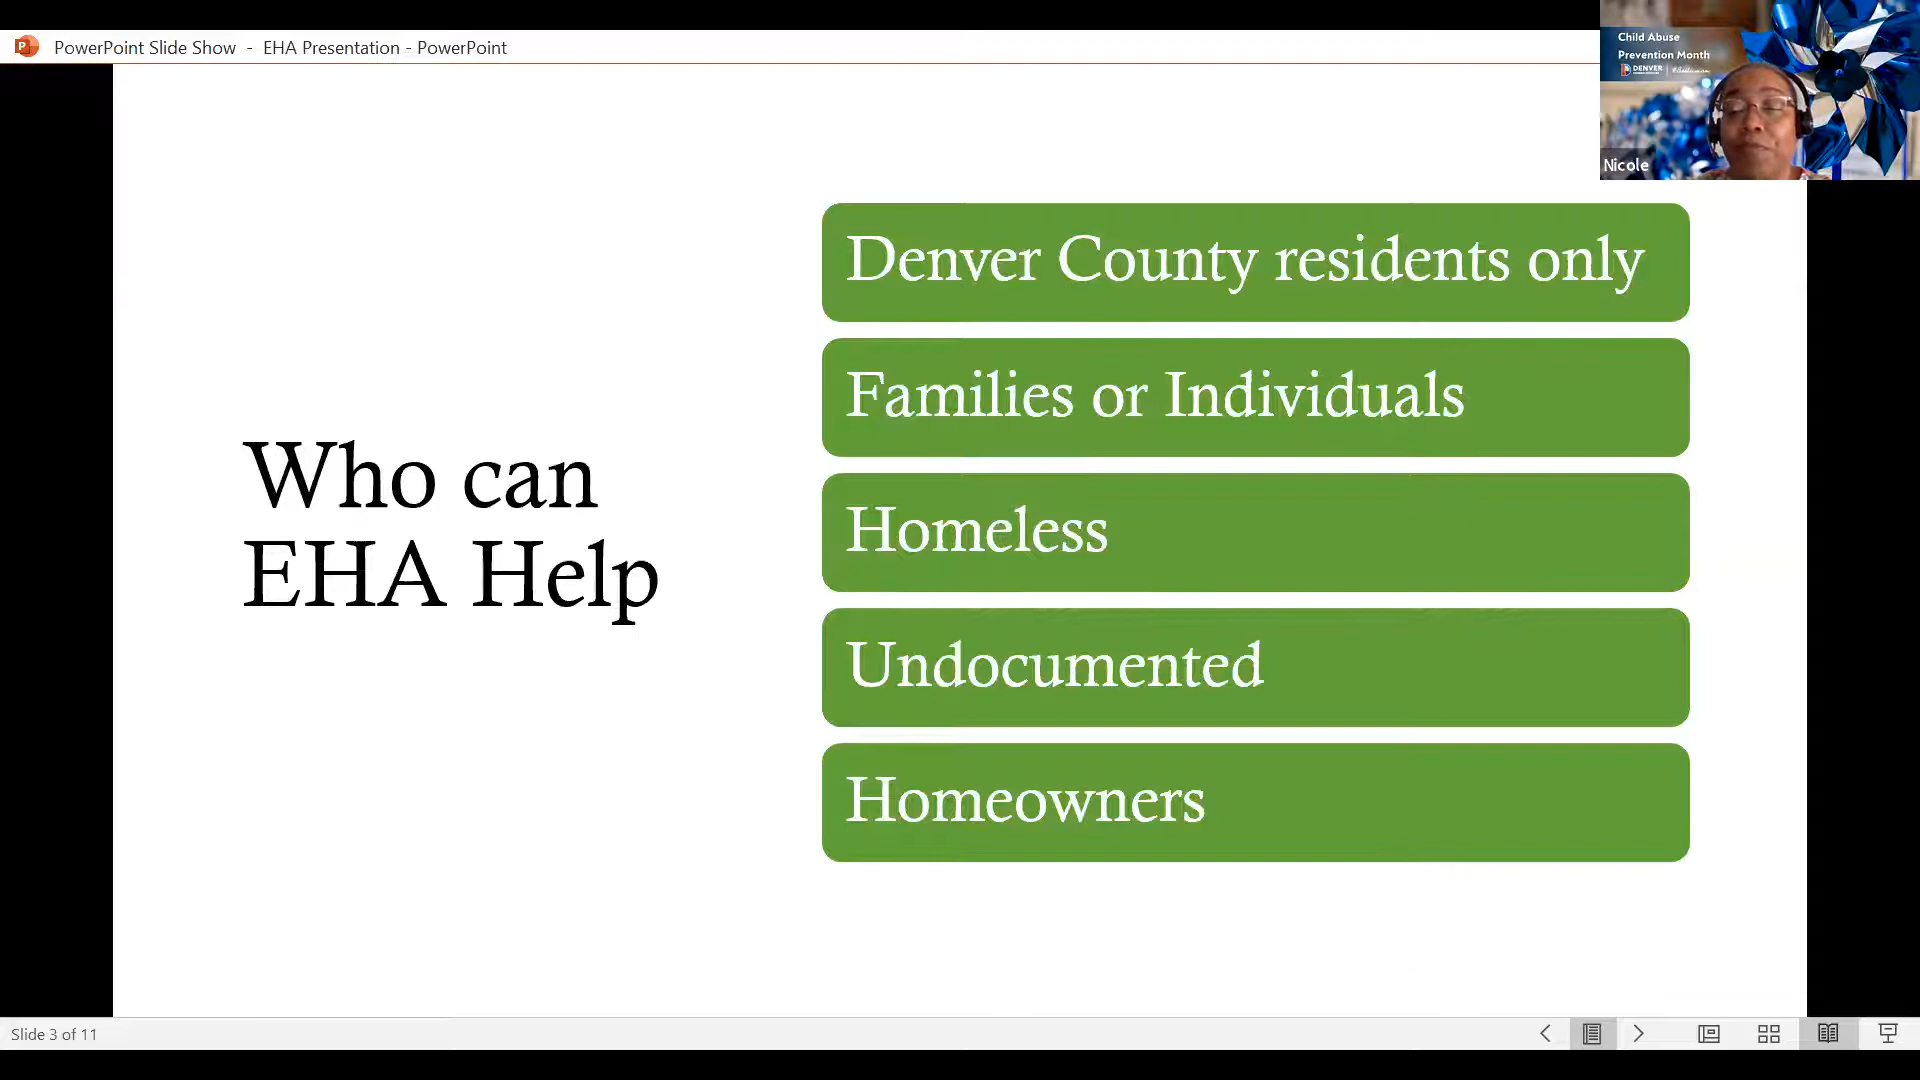 PowerPoint Slide Show - EHA Presentation - PowerPoint
Child Abuse
Prevention Month
DENVER
Nicole
Who can
EHA Help
Denver County residents only
Families or Individuals
Homeless
Undocumented
Homeowners
Slide 3 of 11